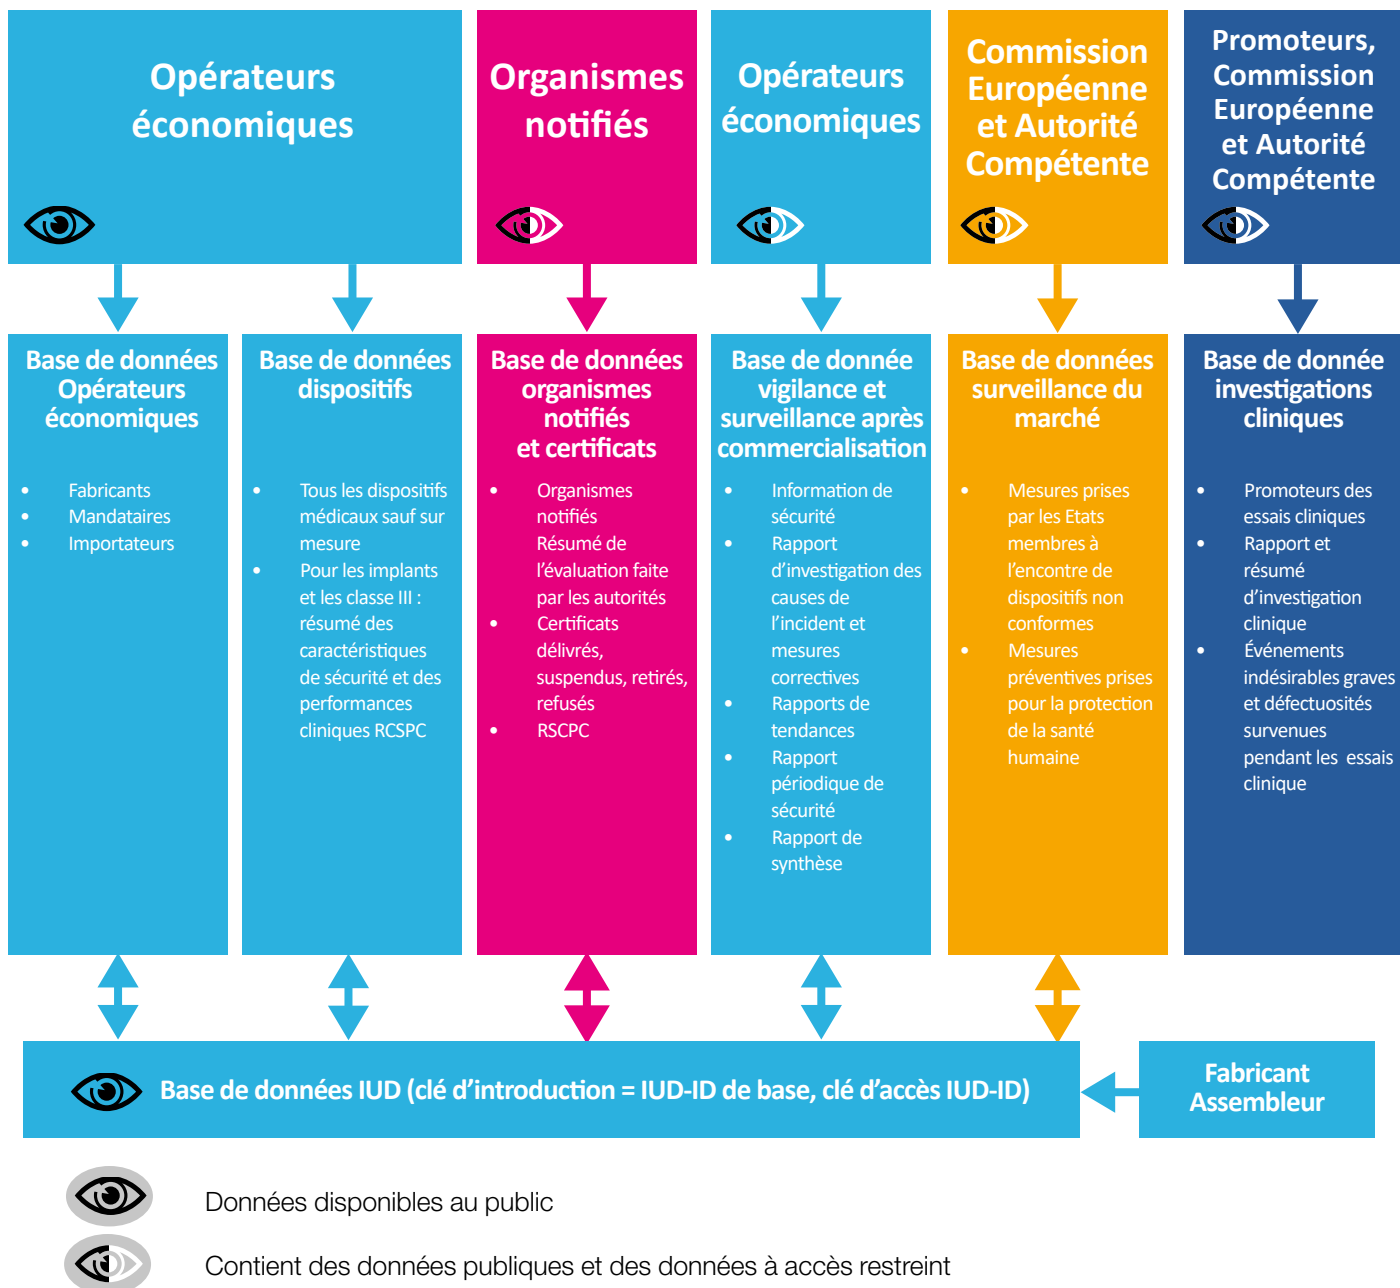 Opérateurs
économiques
Organismes
notifiés
Opérateurs
économiques
Commission
Européenne
et Autorité
Compétente
Promoteurs,
Commission
Européenne
et Autorité
Compétente
Base de données
Opérateurs
économiques
• Fabricants
• Mandataires
• Importateurs
Base de données
dispositifs
• Tous les dispositifs
médicaux sauf sur
mesure
• Pour les implants
et les classe III :
résumé des
caractéristiques
de sécurité et des
performances
cliniques RCSPC
Base de données
organismes
notifiés
et certificats
• Organismes
notifiés
Résumé de
l'évaluation faite
par les autorités
• Certificats
délivrés,
suspendus, retirés,
refusés
• RSCPC
Base de donnée
vigilance et
surveillance après
commercialisation
• Information de
sécurité
• Rapport
d'investigation des
causes de
l'incident et
mesures
correctives
• Rapports de
tendances
• Rapport
périodique de
sécurité
• Rapport de
synthèse
Base de données
surveillance du
marché
• Mesures prises
par les Etats
membres à
l'encontre de
dispositifs non
conformes
• Mesures
préventives prises
pour la protection
de la santé
humaine
Base de donnée
investigations
cliniques
• Promoteurs des
essais cliniques
• Rapport et
résumé
d'investigation
clinique
• Événements
indésirables graves
et défectuosités
survenues
pendant les essais
clinique
Base de données IUD (clé d'introduction = IUD-ID de base, clé d'accès IUD-ID)
Fabricant
Assembleur
Données disponibles au public
Contient des données publiques et des données à accès restreint